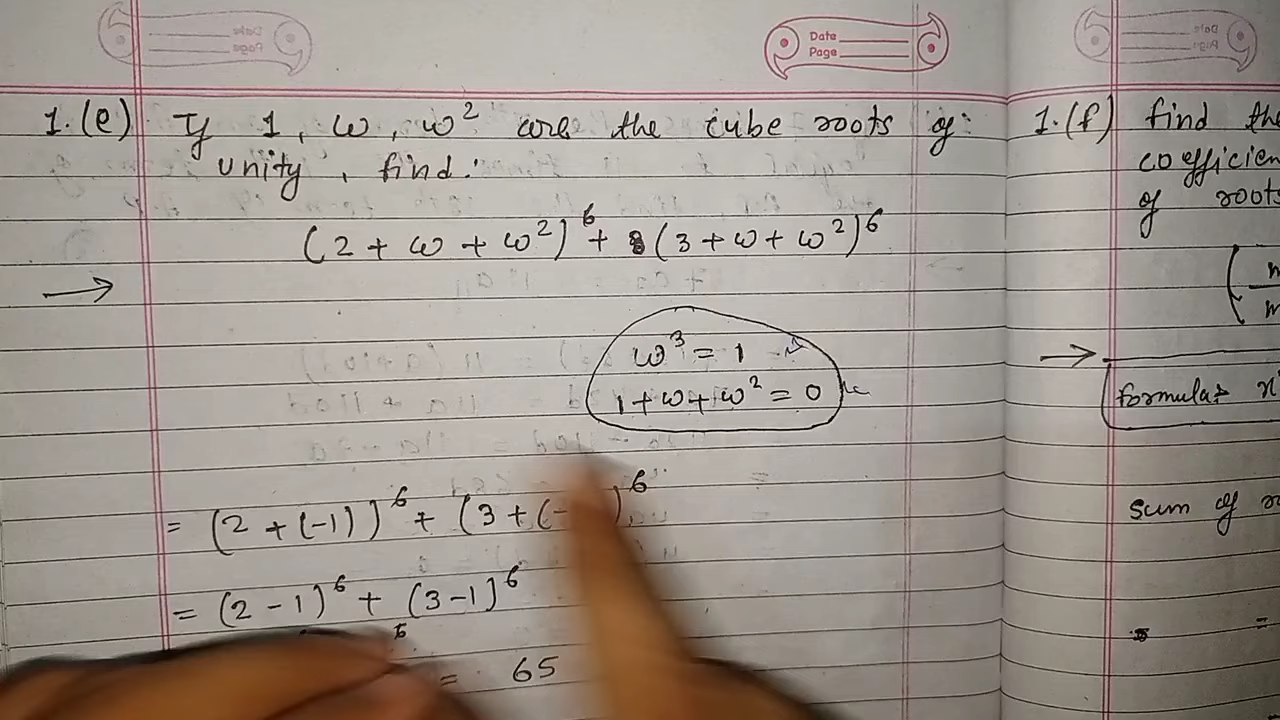 Date
Page
1.(e) If 1, ω, ω² are the cube roots of
unity, find:
(2 + ω + ω²)⁶ + (3 + ω + ω²)⁶
ω³ = 1
1 + ω + ω² = 0
= (2 + (-1))⁶ + (3 + (-
)⁶
= (2 - 1)⁶ + (3 - 1)⁶
= 65
1.(f) find the
coefficien
of roots
formula:
sum of
=